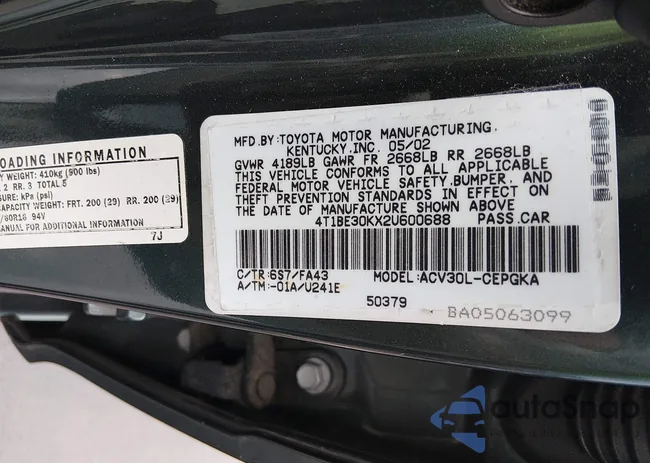 MFD.BY:TOYOTA MOTOR MANUFACTURING,
KENTUCKY,INC. 05/02
GVWR 4189LB GAWR FR 2668LB RR 2668LB
THIS VEHICLE CONFORMS TO ALL APPLICABLE
FEDERAL MOTOR VEHICLE SAFETY,BUMPER, AND
THEFT PREVENTION STANDARDS IN EFFECT ON
THE DATE OF MANUFACTURE SHOWN ABOVE.
4T1BE30KX2U600688 PASS.CAR
C/TR:6S7/FA43 MODEL:ACV30L-CEPGKA
A/TM:-01A/U241E
50379
BA05063099
OADING INFORMATION
Y WEIGHT: 410kg (900 lbs)
2 RR. 3 TOTAL 5
SURE: kPa (psi)
APACITY WEIGHT: FRT. 200 (29) RR. 200 (29)
94V
ANUAL FOR ADDITIONAL INFORMATION
7J
autoSnap